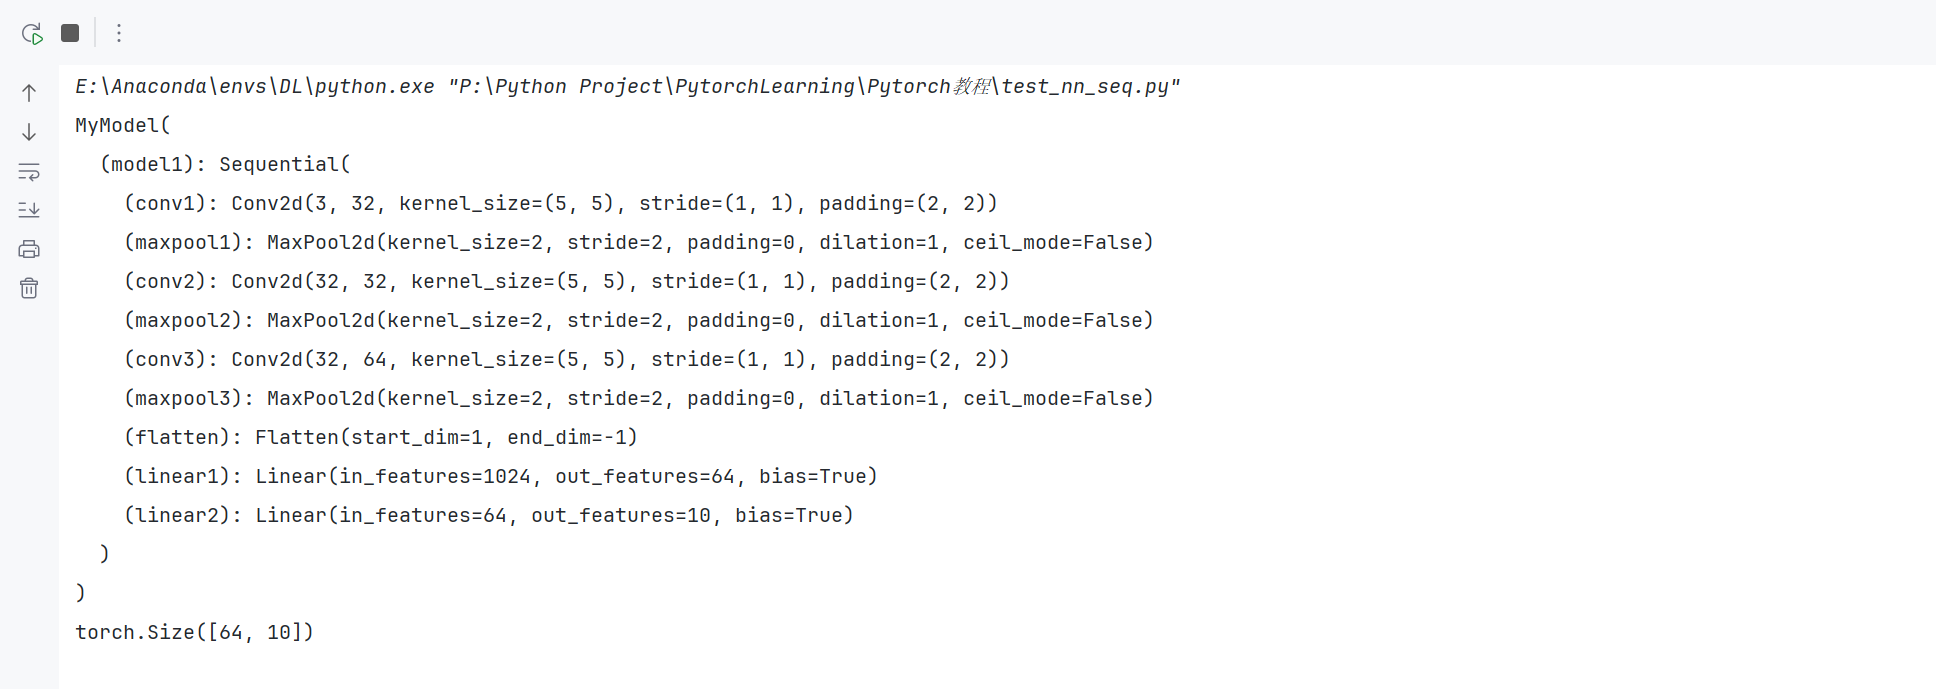 E:\Anaconda\envs\DL\python.exe "P:\Python Project\PytorchLearning\Pytorch教程\test_nn_seq.py"
MyModel(
  (model1): Sequential(
    (conv1): Conv2d(3, 32, kernel_size=(5, 5), stride=(1, 1), padding=(2, 2))
    (maxpool1): MaxPool2d(kernel_size=2, stride=2, padding=0, dilation=1, ceil_mode=False)
    (conv2): Conv2d(32, 32, kernel_size=(5, 5), stride=(1, 1), padding=(2, 2))
    (maxpool2): MaxPool2d(kernel_size=2, stride=2, padding=0, dilation=1, ceil_mode=False)
    (conv3): Conv2d(32, 64, kernel_size=(5, 5), stride=(1, 1), padding=(2, 2))
    (maxpool3): MaxPool2d(kernel_size=2, stride=2, padding=0, dilation=1, ceil_mode=False)
    (flatten): Flatten(start_dim=1, end_dim=-1)
    (linear1): Linear(in_features=1024, out_features=64, bias=True)
    (linear2): Linear(in_features=64, out_features=10, bias=True)
  )
)
torch.Size([64, 10])